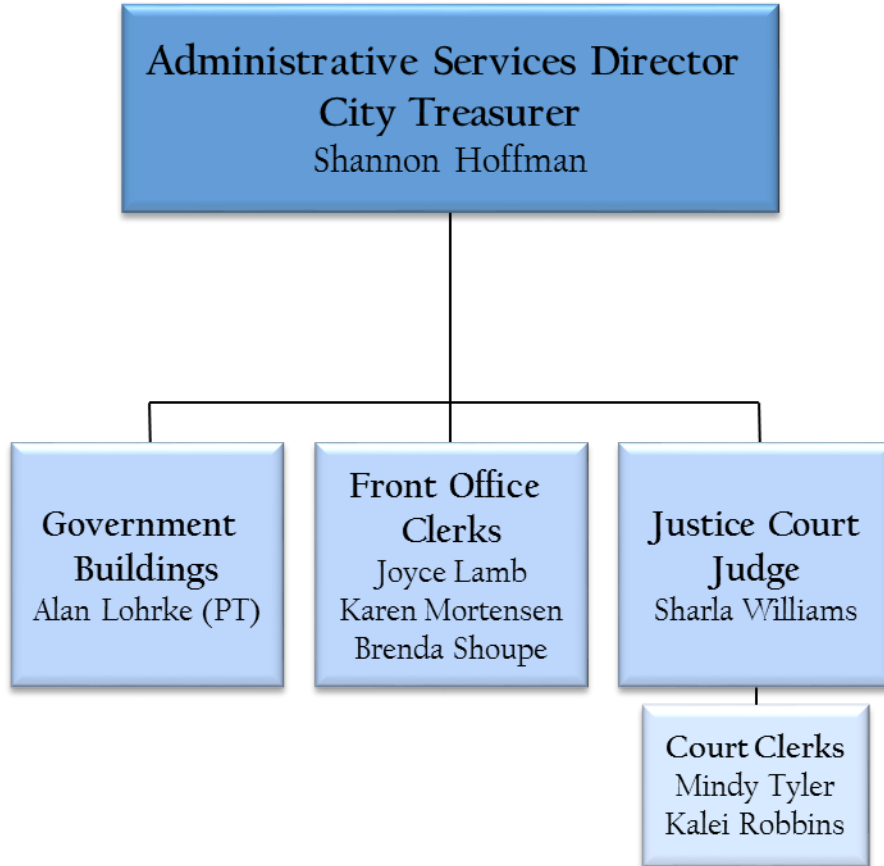 Administrative Services Director
City Treasurer
Shannon Hoffman
Government
Buildings
Alan Lohrke (PT)
Front Office
Clerks
Joyce Lamb
Karen Mortensen
Brenda Shoupe
Justice Court
Judge
Sharla Williams
Court Clerks
Mindy Tyler
Kalei Robbins